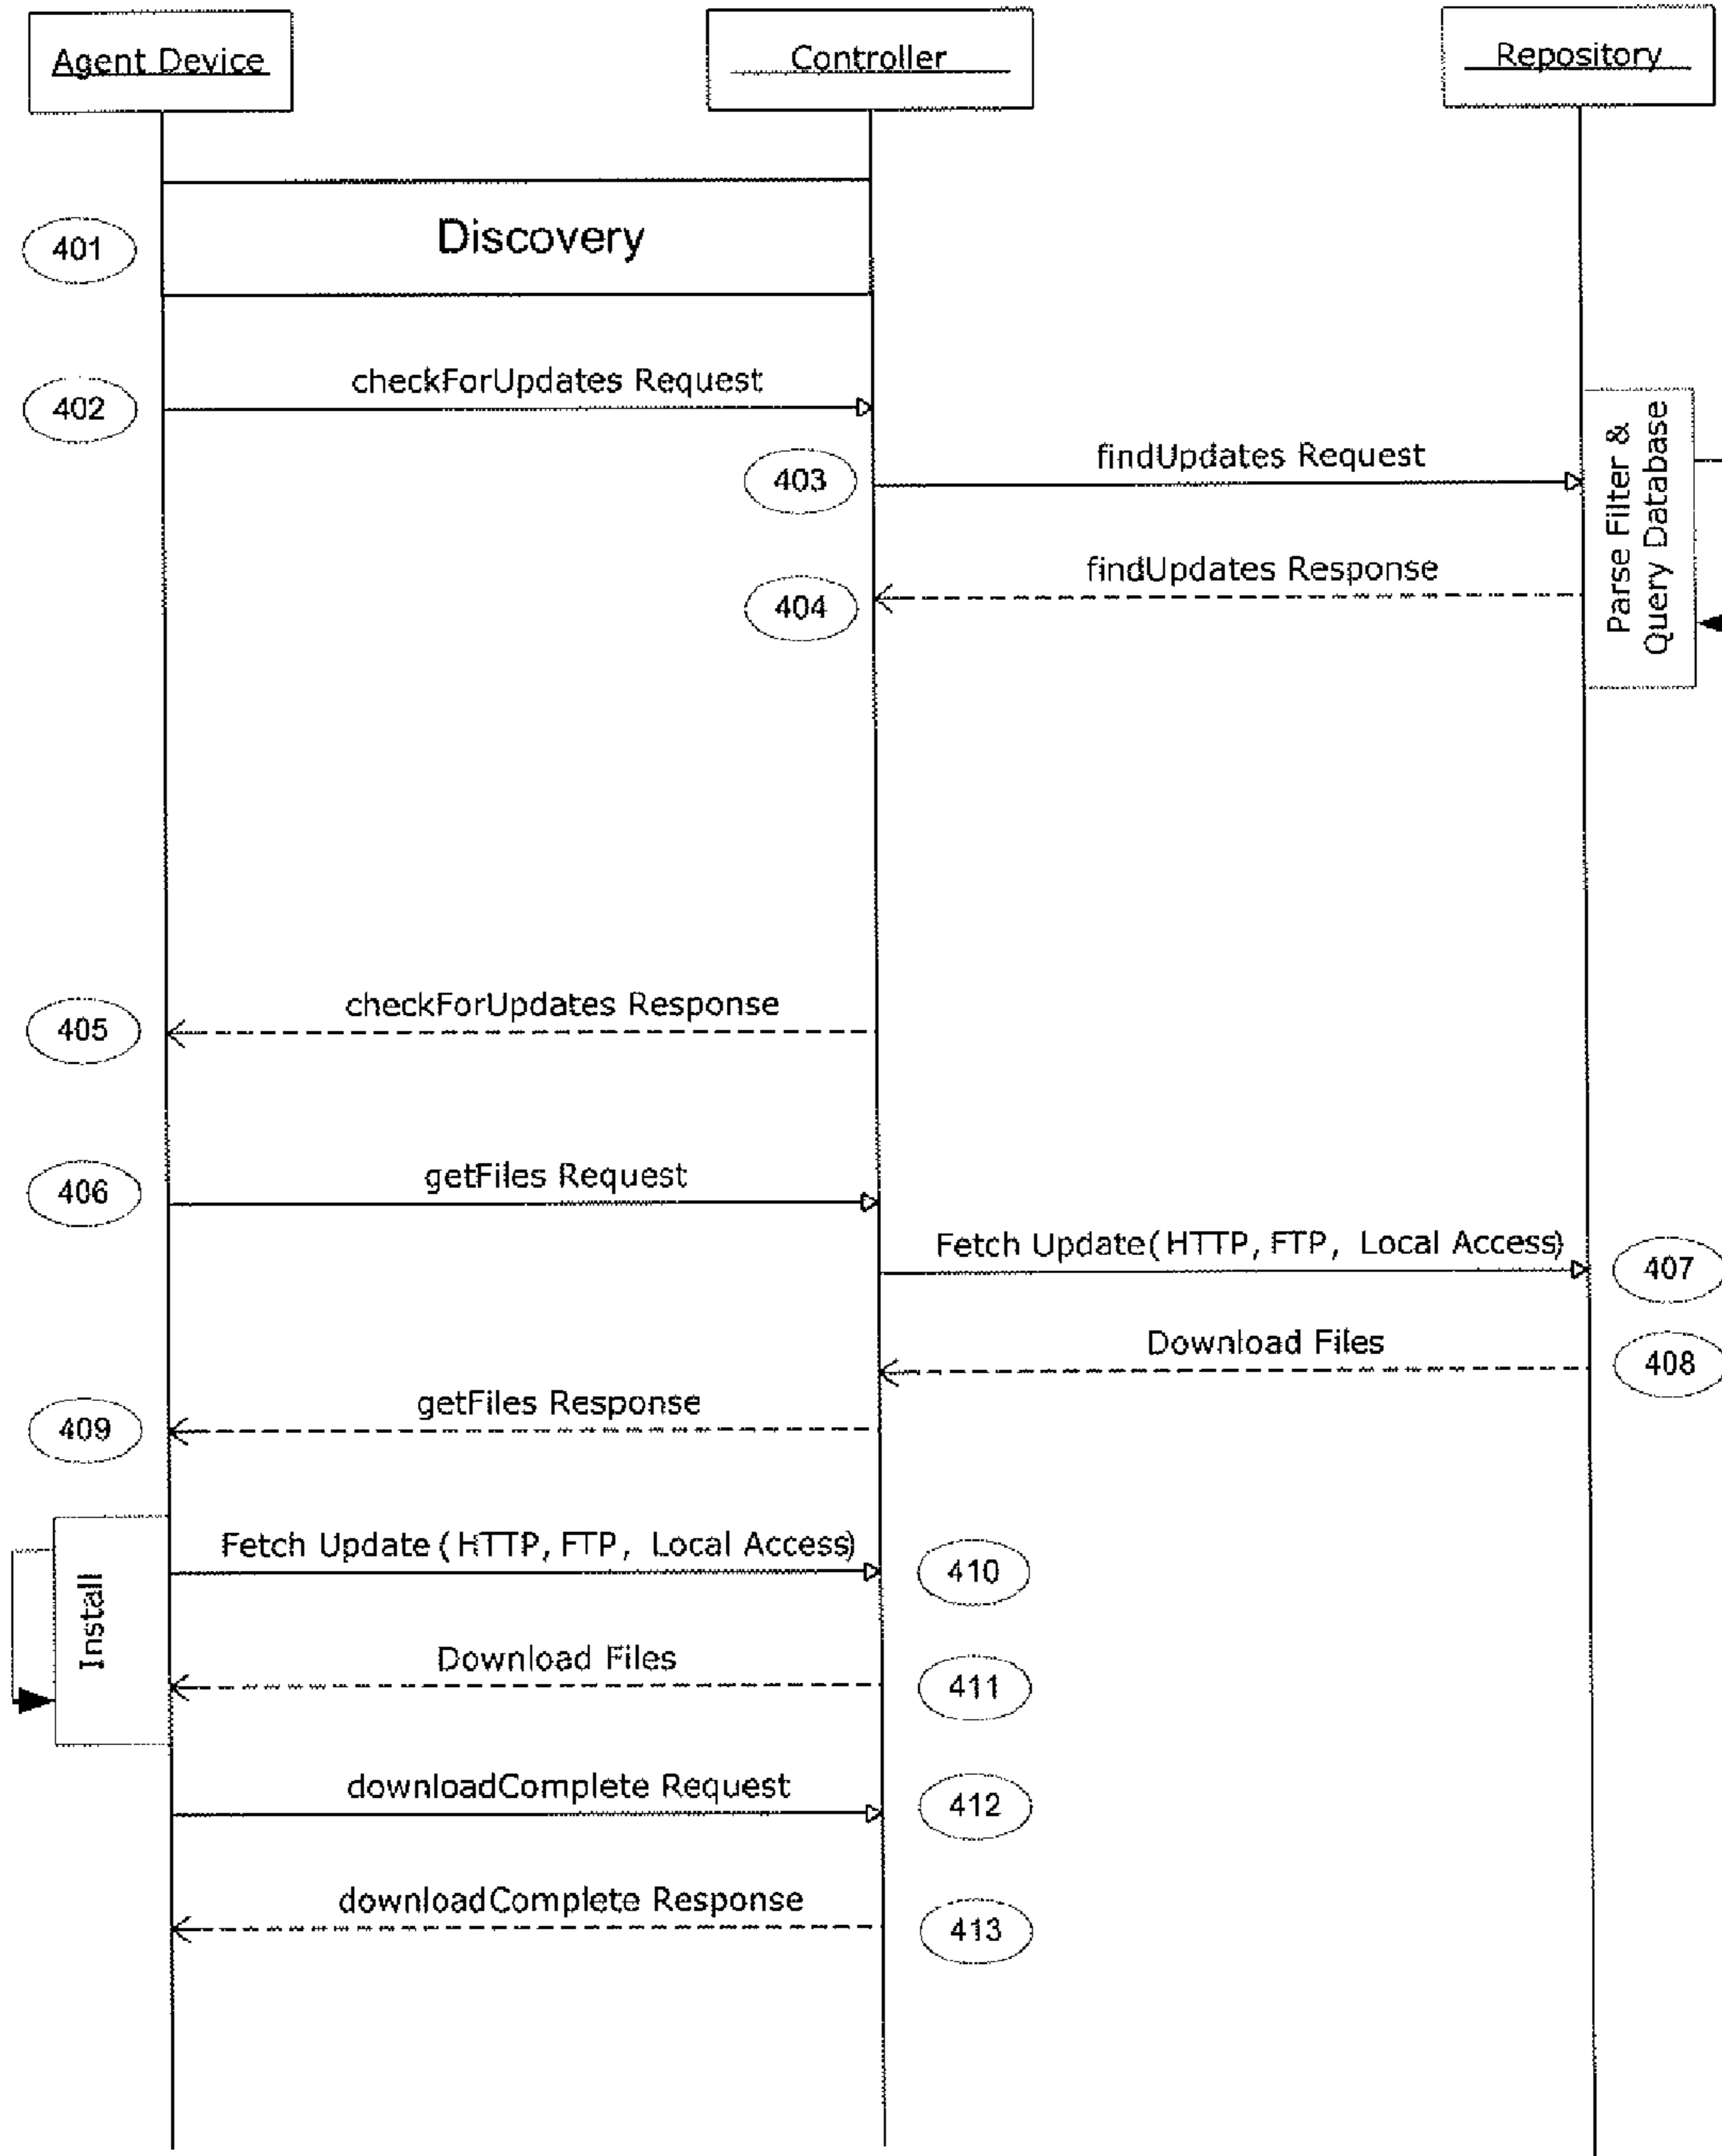 Agent Device
Controller
Repository
401
Discovery
402
checkForUpdates Request
403
findUpdates Request
Parse Filter &
Query Database
404
findUpdates Response
405
checkForUpdates Response
406
getFiles Request
Fetch Update(HTTP, FTP, Local Access)
407
Download Files
408
409
getFiles Response
Install
Fetch Update (HTTP, FTP, Local Access)
410
Download Files
411
downloadComplete Request
412
downloadComplete Response
413